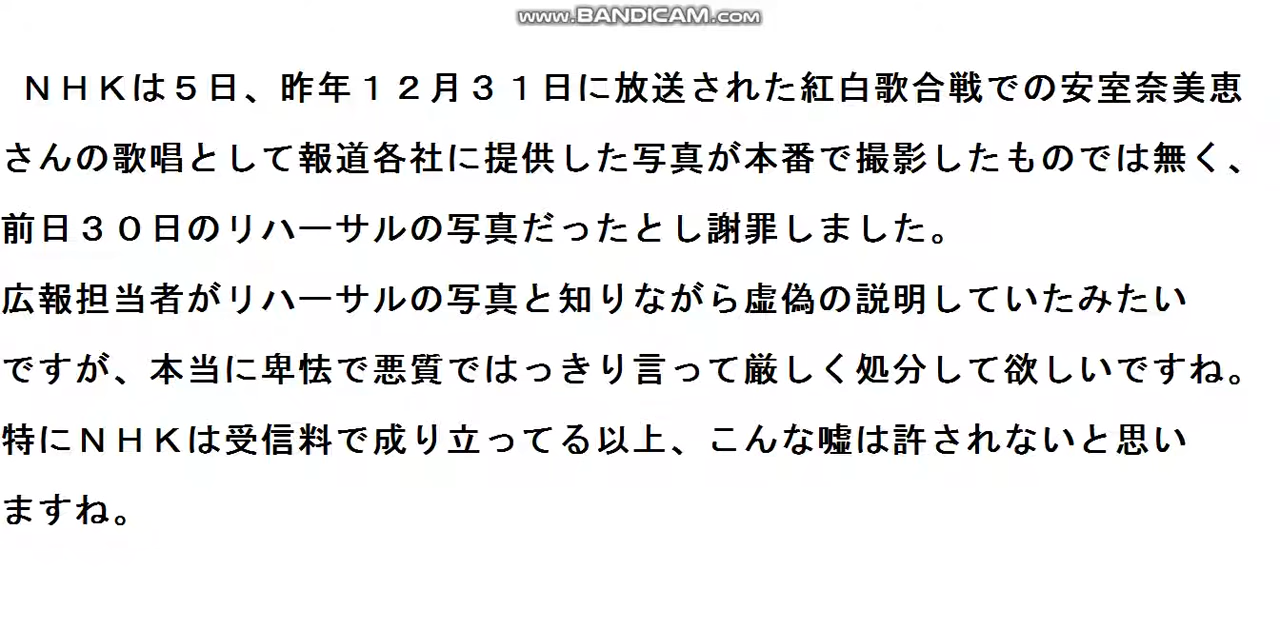 www.BANDICAM.com
NHKは5日、昨年12月31日に放送された紅白歌合戦での安室奈美恵
さんの歌唱として報道各社に提供した写真が本番で撮影したものでは無く、
前日30日のリハーサルの写真だったとし謝罪しました。
広報担当者がリハーサルの写真と知りながら虚偽の説明していたみたい
ですが、本当に卑怯で悪質ではっきり言って厳しく処分して欲しいですね。
特にNHKは受信料で成り立ってる以上、こんな嘘は許されないと思い
ますね。